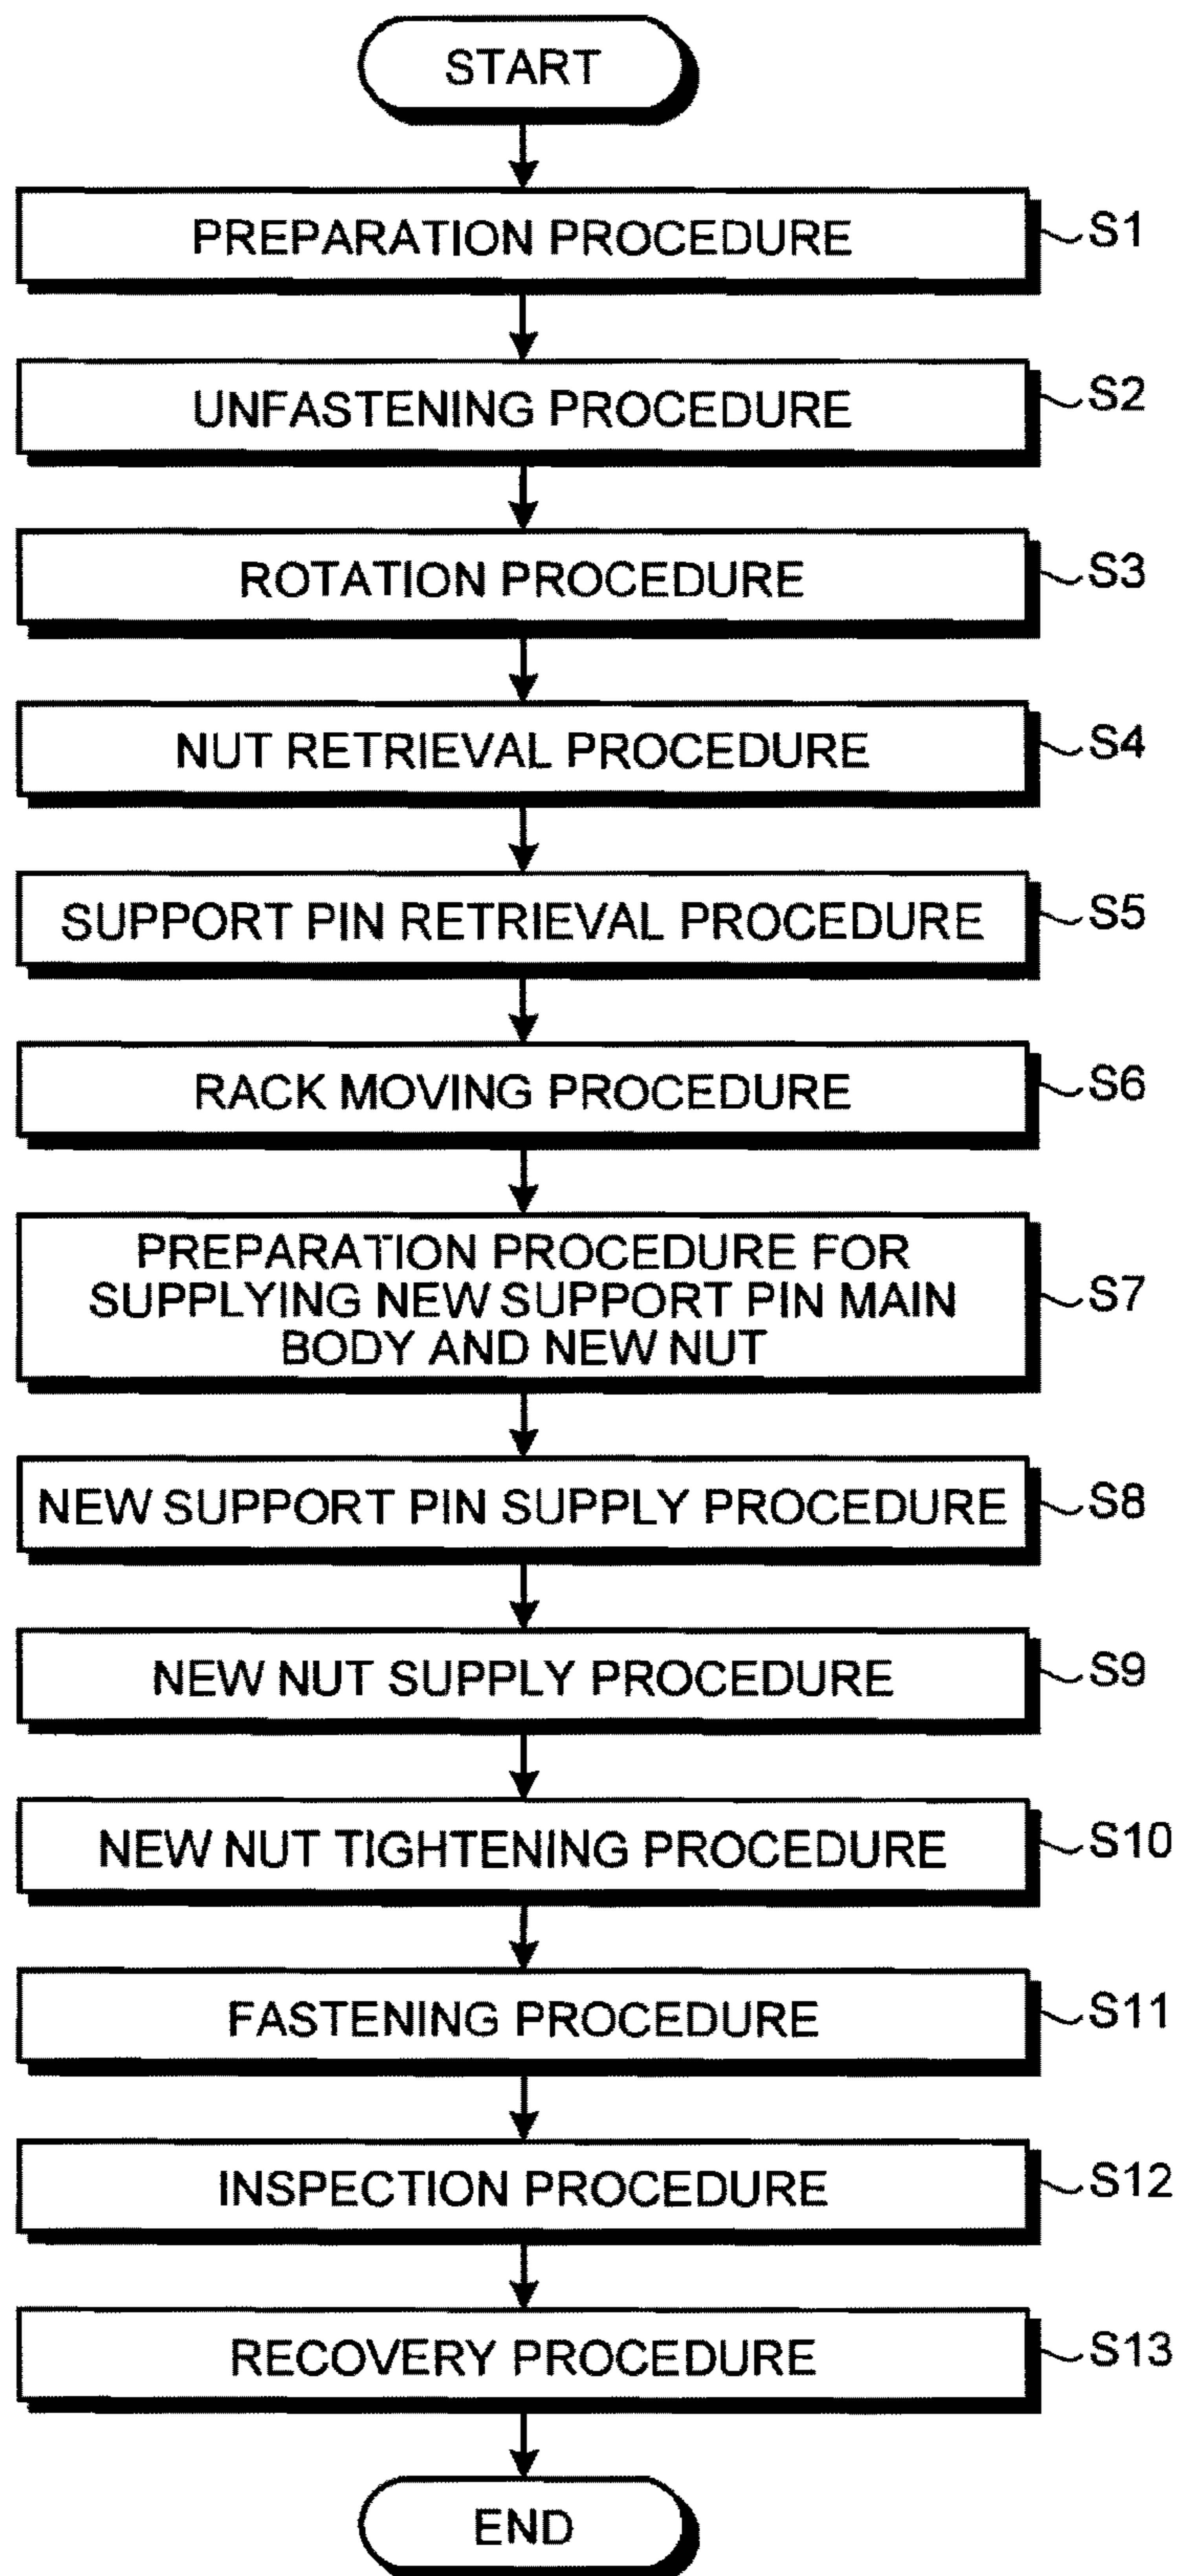 START
PREPARATION PROCEDURE
S1
UNFASTENING PROCEDURE
S2
ROTATION PROCEDURE
S3
NUT RETRIEVAL PROCEDURE
S4
SUPPORT PIN RETRIEVAL PROCEDURE
S5
RACK MOVING PROCEDURE
S6
PREPARATION PROCEDURE FOR
SUPPLYING NEW SUPPORT PIN MAIN
BODY AND NEW NUT
S7
NEW SUPPORT PIN SUPPLY PROCEDURE
S8
NEW NUT SUPPLY PROCEDURE
S9
NEW NUT TIGHTENING PROCEDURE
S10
FASTENING PROCEDURE
S11
INSPECTION PROCEDURE
S12
RECOVERY PROCEDURE
S13
END